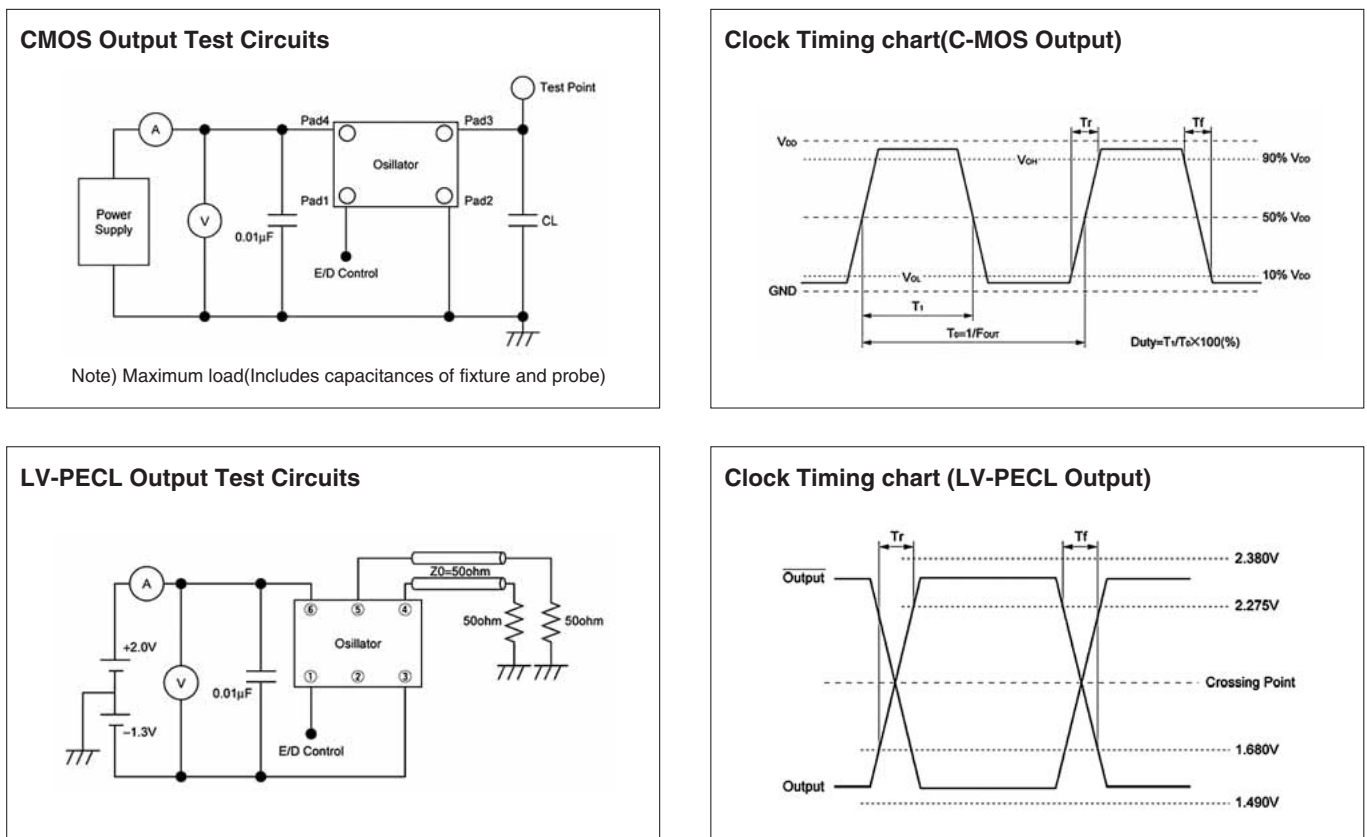 CMOS Output Test Circuits
Test Point
A
Pad4
Pad3
Osillator
Power
Supply
V
0.01μF
Pad1
Pad2
CL
E/D Control
Note) Maximum load(Includes capacitances of fixture and probe)
Clock Timing chart(C-MOS Output)
Tr
Tf
VDD
VOH
90% VDD
50% VDD
VOL
10% VDD
GND
T1
T0=1/FOUT
Duty=T1/T0×100(%)
LV-PECL Output Test Circuits
A
Z0=50ohm
⑥
⑤
④
50ohm
50ohm
+2.0V
Osillator
V
0.01μF
①
②
③
–1.3V
E/D Control
Clock Timing chart (LV-PECL Output)
Tr
Tf
2.380V
Output
2.275V
Crossing Point
1.680V
Output
1.490V